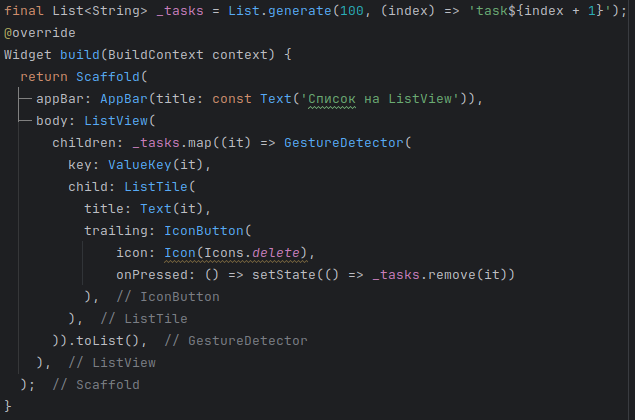 final List<String> _tasks = List.generate(100, (index) => 'task${index + 1}');
@override
Widget build(BuildContext context) {
  return Scaffold(
    appBar: AppBar(title: const Text('Список на ListView')),
    body: ListView(
      children: _tasks.map((it) => GestureDetector(
        key: ValueKey(it),
        child: ListTile(
          title: Text(it),
          trailing: IconButton(
              icon: Icon(Icons.delete),
              onPressed: () => setState(() => _tasks.remove(it))
          ),  // IconButton
        ),  // ListTile
      )).toList(),  // GestureDetector
    ),  // ListView
  );  // Scaffold
}